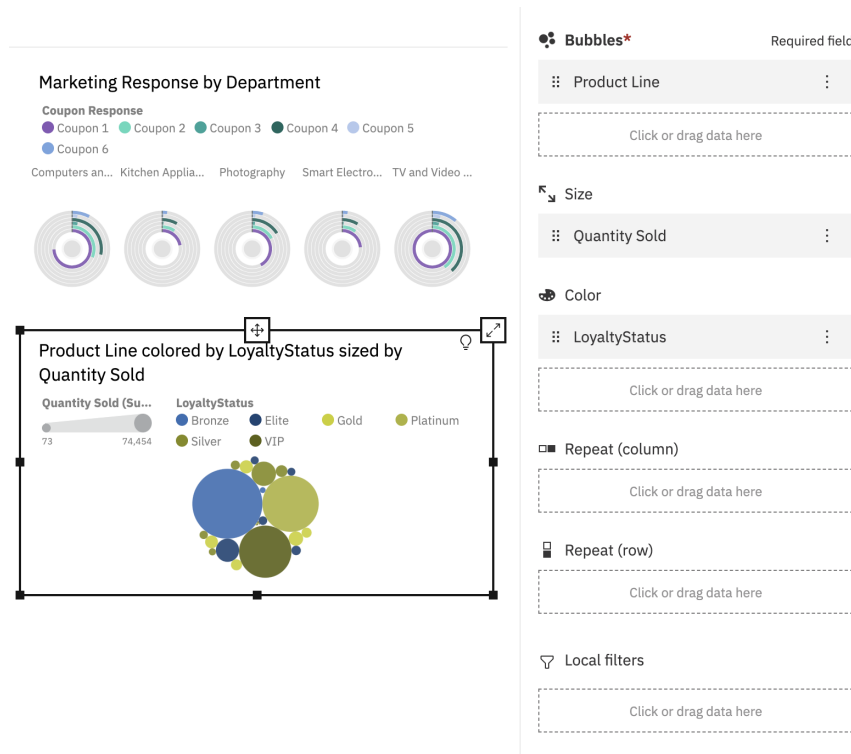 Marketing Response by Department
Coupon Response
Coupon 1 Coupon 2 Coupon 3 Coupon 4 Coupon 5
Coupon 6
Computers an... Kitchen Applia... Photography Smart Electro... TV and Video ...
Product Line colored by LoyaltyStatus sized by
Quantity Sold
Quantity Sold (Su... LoyaltyStatus
Bronze Elite Gold Platinum
73 74,454
Silver VIP
Bubbles* Required field
Product Line
Click or drag data here
Size
Quantity Sold
Color
LoyaltyStatus
Click or drag data here
Repeat (column)
Click or drag data here
Repeat (row)
Click or drag data here
Local filters
Click or drag data here